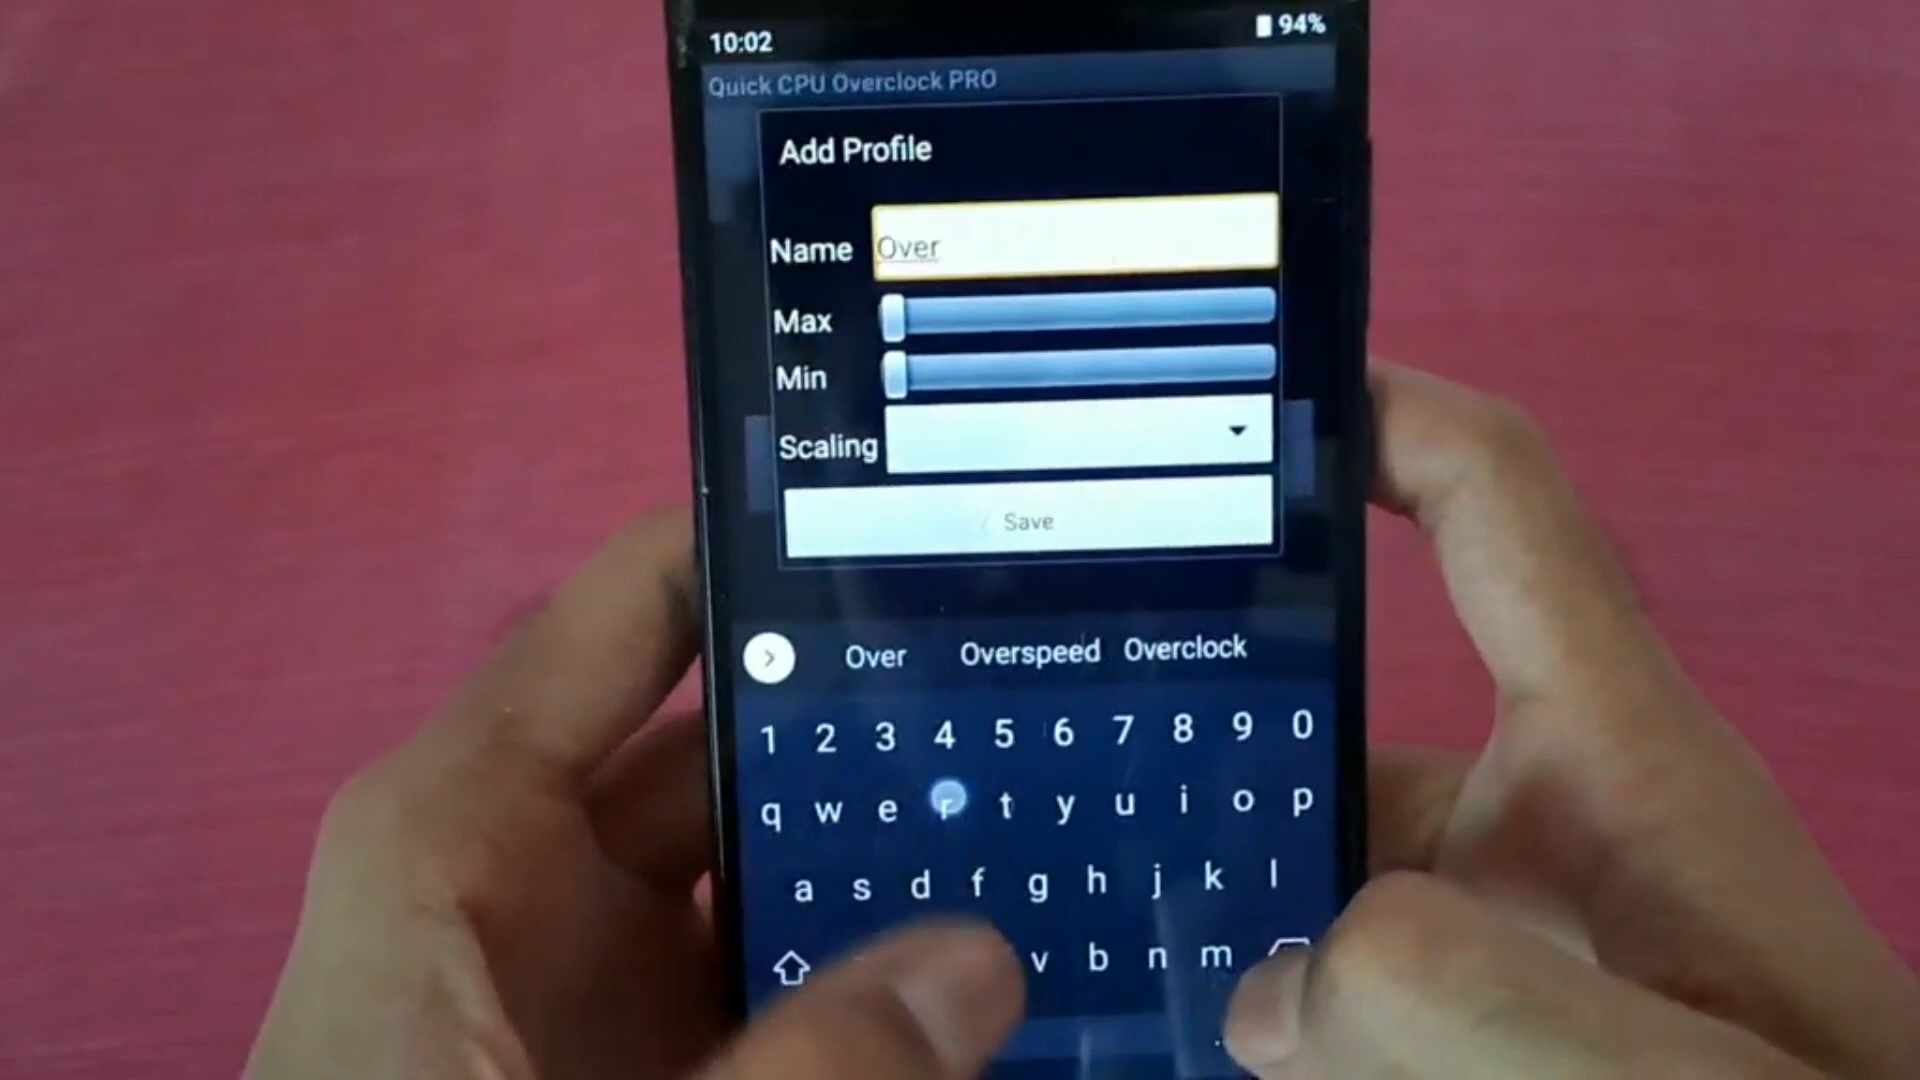 10:02 94%
Quick CPU Overclock PRO
Add Profile
Name Over
Max
Min
Scaling
Save
Over Overspeed Overclock
1 2 3 4 5 6 7 8 9 0
q w e r t y u i o p
a s d f g h j k l
v b n m